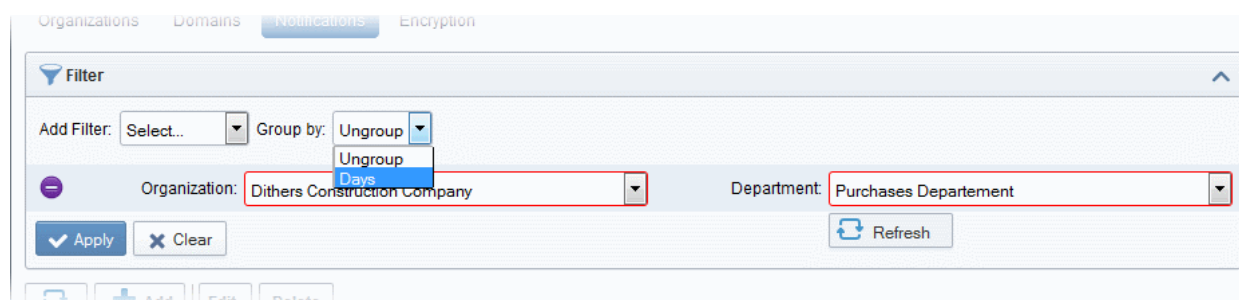 Organizations Domains Notifications Encryption
Filter
Add Filter: Select... Group by: Ungroup
Ungroup
Days
Organization: Dithers Construction Company Department: Purchases Departement
Apply Clear Refresh
Add Edit Delete